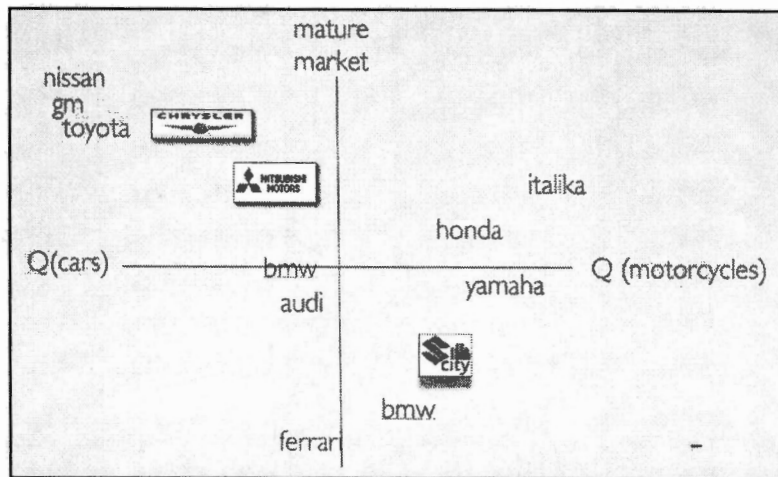 mature
market
nissan
gm
toyota
CHRYSLER
MITSUBISHI
MOTORS
italika
honda
Q(cars)
bmw
Q (motorcycles)
audi
yamaha
city
bmw
ferrari